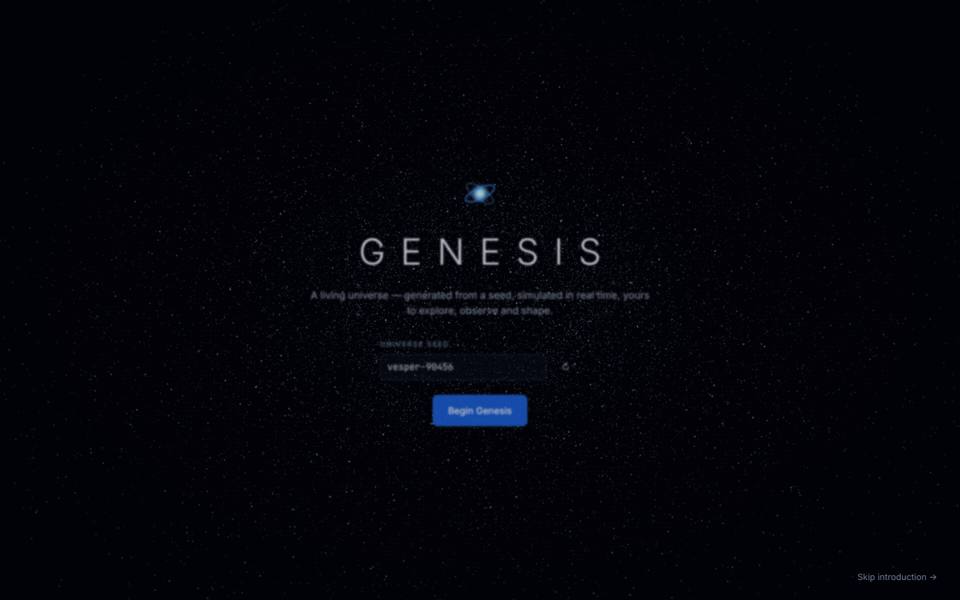 GENESIS
A living universe — generated from a seed, simulated in real time, yours
to explore, observe and shape.
UNIVERSE SEED
vesper-90456
Begin Genesis
Skip introduction →